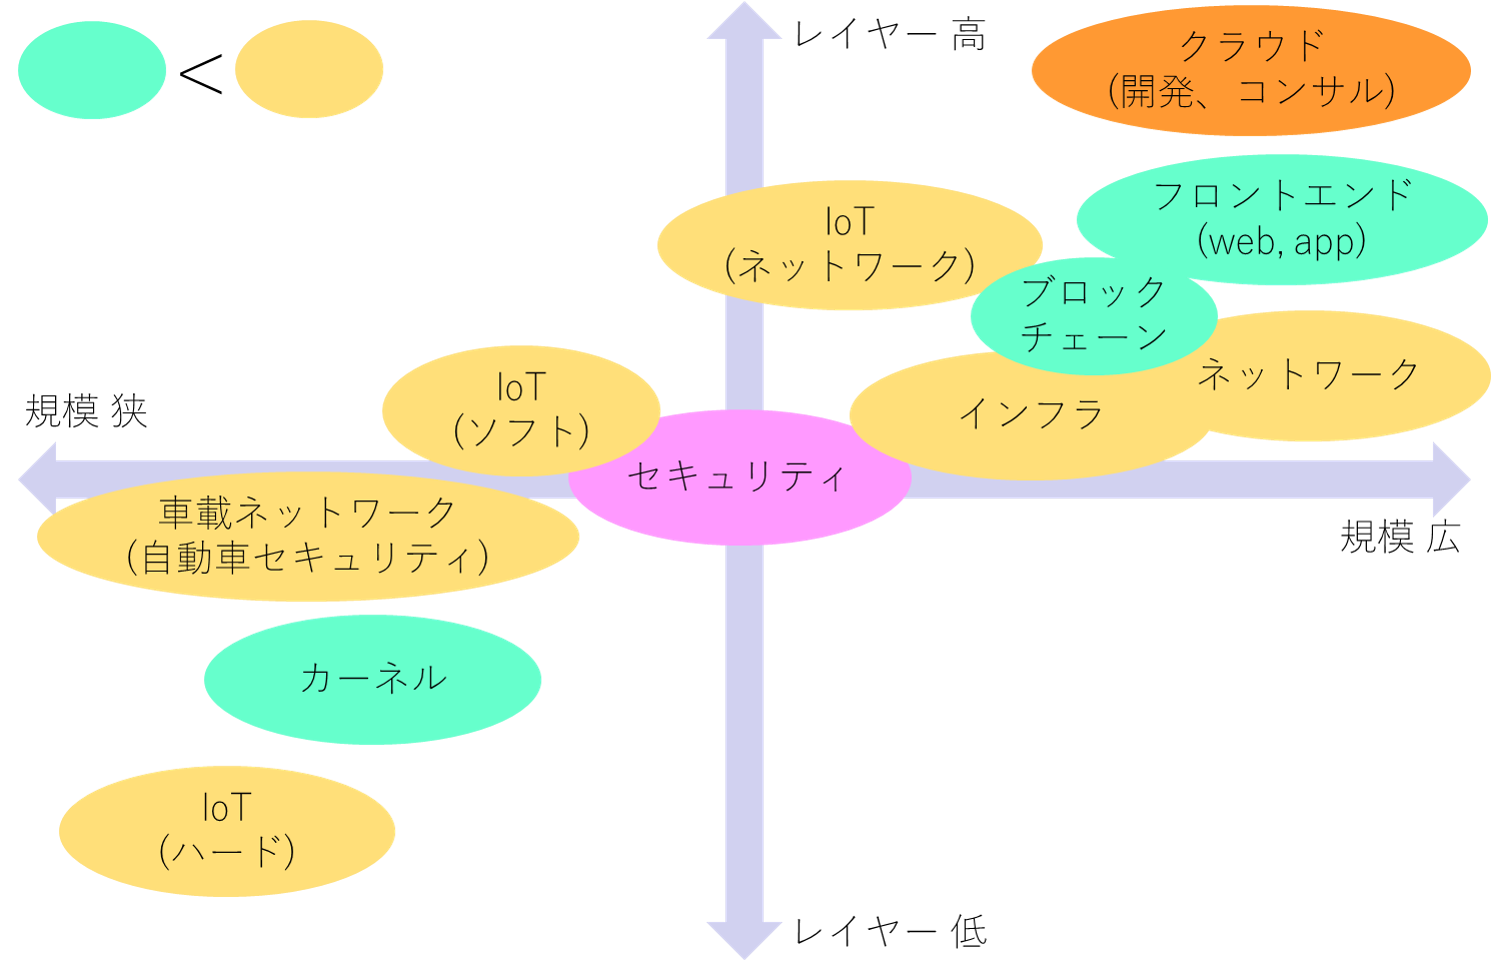 <
レイヤー 高
クラウド
(開発、コンサル)
フロントエンド
(web, app)
IoT
(ネットワーク)
ブロック
チェーン
ネットワーク
インフラ
IoT
(ソフト)
規模 狭
セキュリティ
車載ネットワーク
(自動車セキュリティ)
規模 広
カーネル
IoT
(ハード)
レイヤー 低